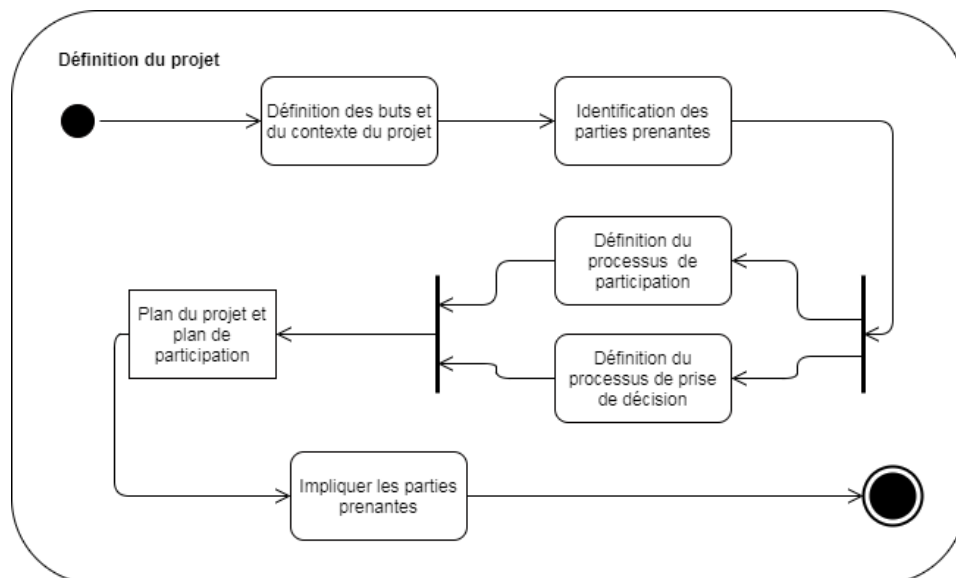 Définition du projet
Définition des buts et
du contexte du projet
Identification des
parties prenantes
Définition du
processus de
participation
Définition du
processus de prise
de décision
Plan du projet et
plan de
participation
Impliquer les parties
prenantes